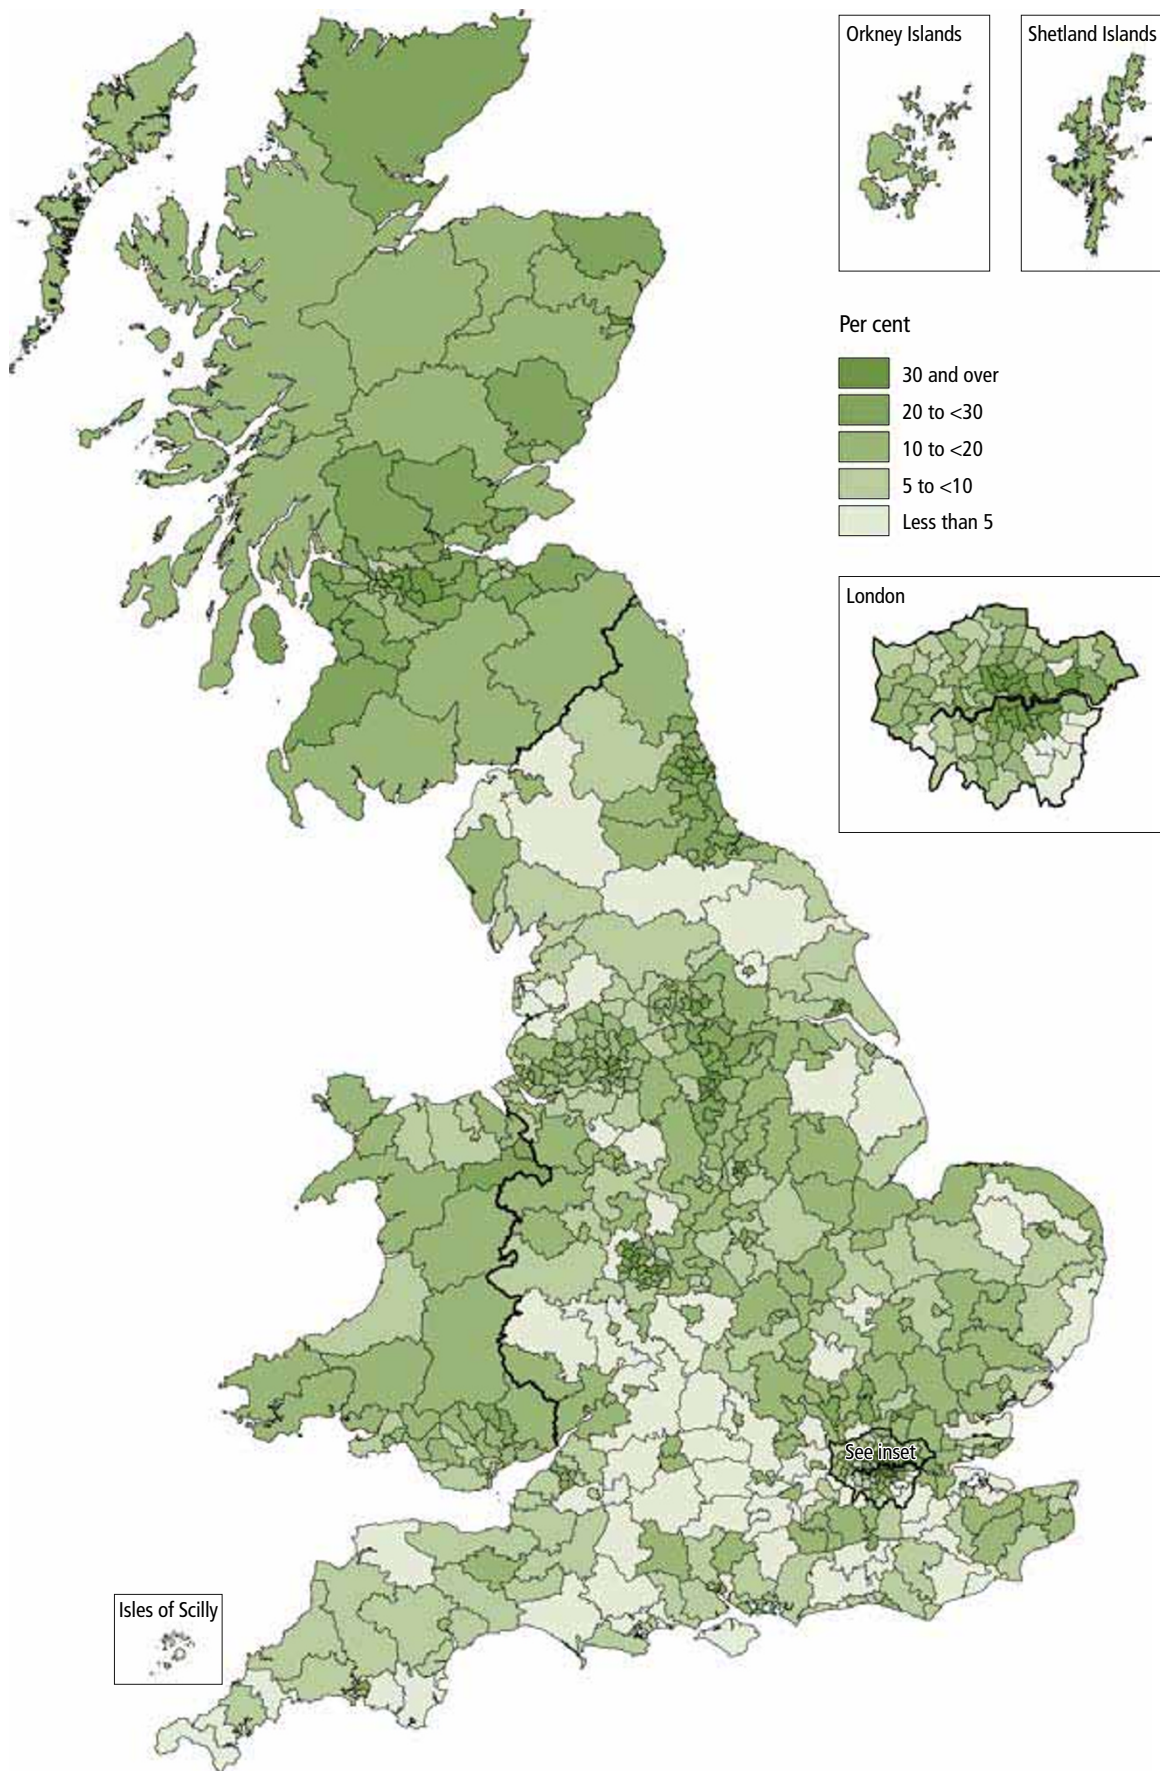 Orkney Islands
Shetland Islands
Per cent
30 and over
20 to <30
10 to <20
5 to <10
Less than 5
London
See inset
Isles of Scilly